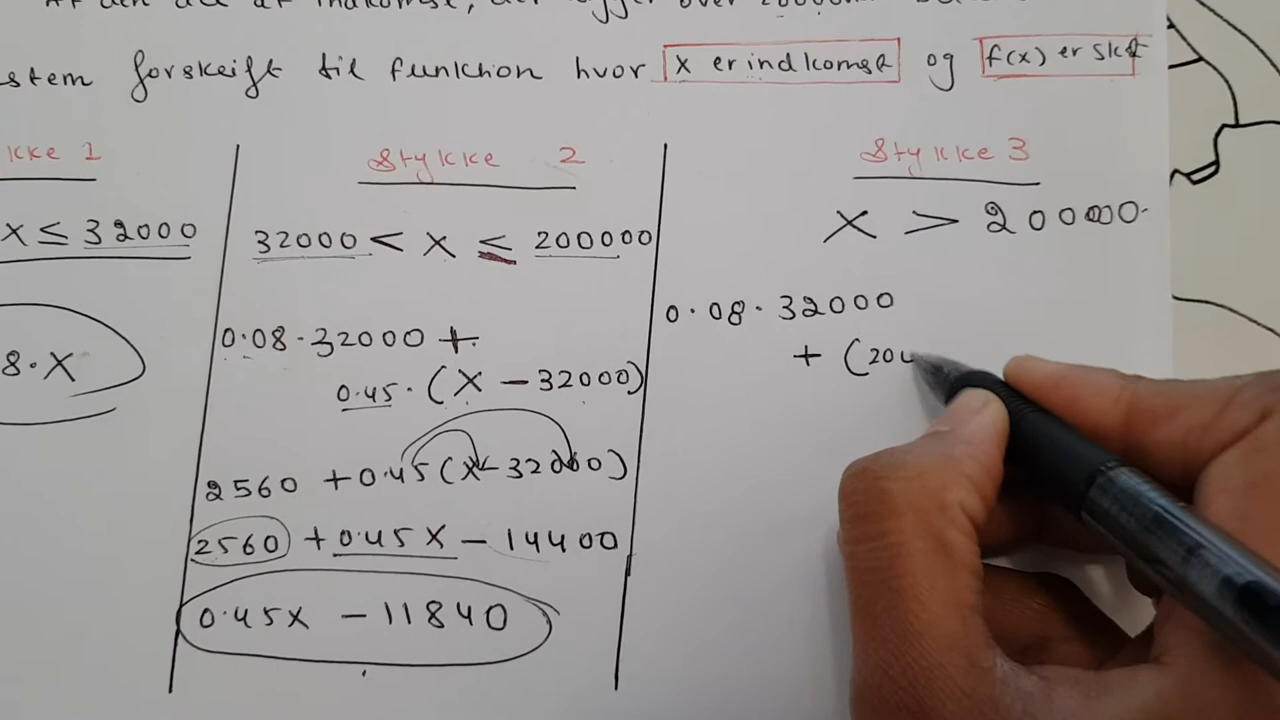 stem forskrift til funktion hvor x er indkomst og f(x) er skat
kke 1
x ≤ 32000
8·x
Stykke 2
32000 < x ≤ 200000
0.08·32000 +
0.45·(x − 32000)
2560 + 0.45(x − 32000)
2560 + 0.45x − 14400
0.45x − 11840
Stykke 3
x > 200000
0.08·32000
+ (20